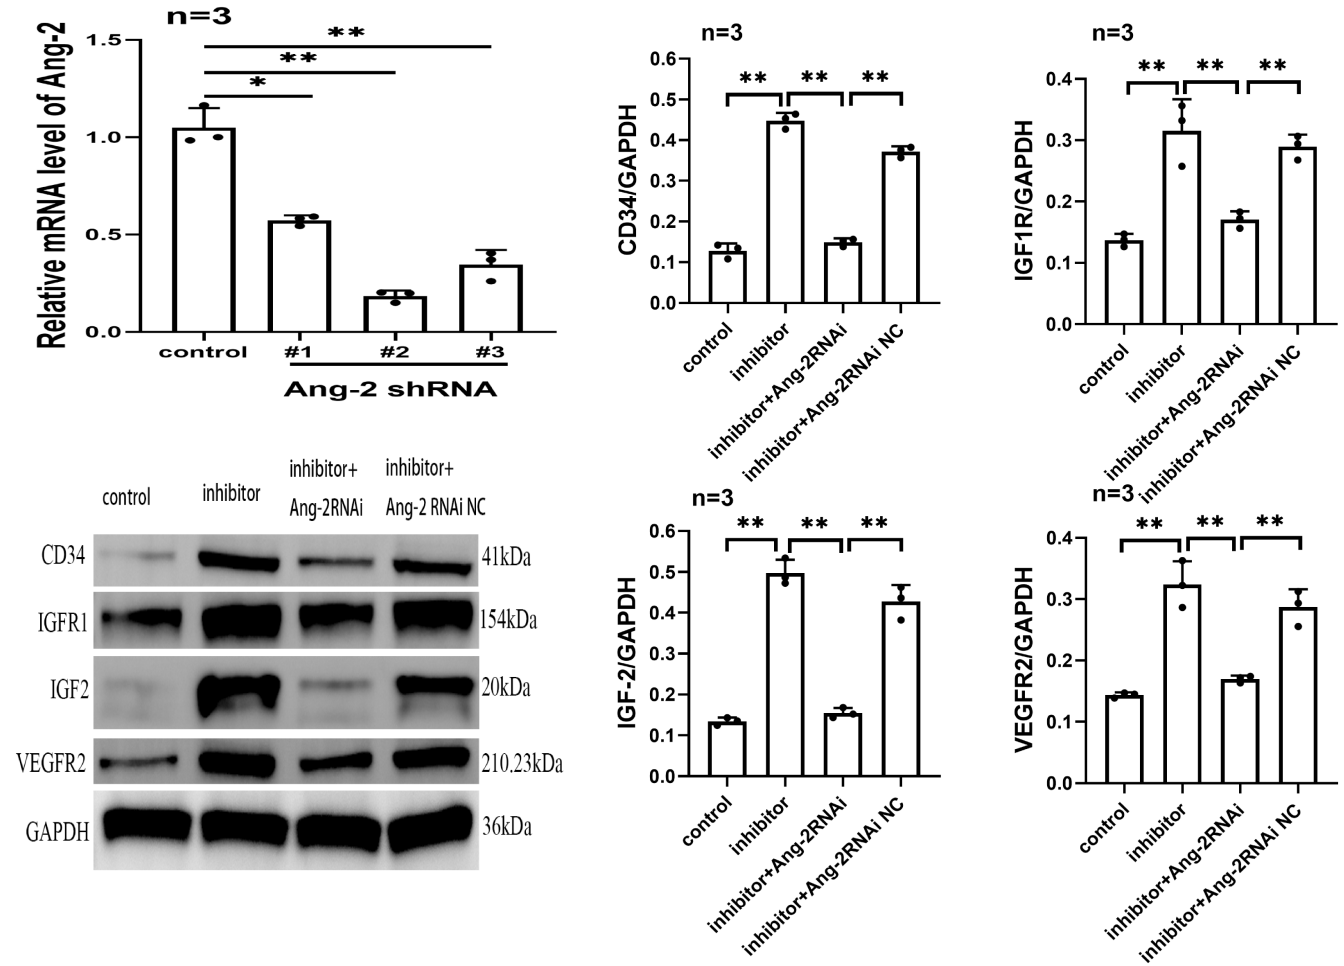 n=3
Relative mRNA level of Ang-2
1.5
1.0
0.5
0.0
**
**
*
control
#1
#2
#3
Ang-2 shRNA
n=3
CD34/GAPDH
0.6
0.5
0.4
0.3
0.2
0.1
0.0
** ** **
control
inhibitor
inhibitor+Ang-2RNAi
inhibitor+Ang-2RNAi NC
n=3
IGF1R/GAPDH
0.4
0.3
0.2
0.1
0.0
** ** **
control
inhibitor
inhibitor+Ang-2RNAi
inhibitor+Ang-2RNAi NC
control
inhibitor
inhibitor+
Ang-2RNAi
inhibitor+
Ang-2 RNAi NC
CD34 41kDa
IGFR1 154kDa
IGF2 20kDa
VEGFR2 210.23kDa
GAPDH 36kDa
n=3
IGF-2/GAPDH
0.6
0.5
0.4
0.3
0.2
0.1
0.0
** ** **
control
inhibitor
inhibitor+Ang-2RNAi
inhibitor+Ang-2RNAi NC
n=3
VEGFR2/GAPDH
0.4
0.3
0.2
0.1
0.0
** ** **
control
inhibitor
inhibitor+Ang-2RNAi
inhibitor+Ang-2RNAi NC